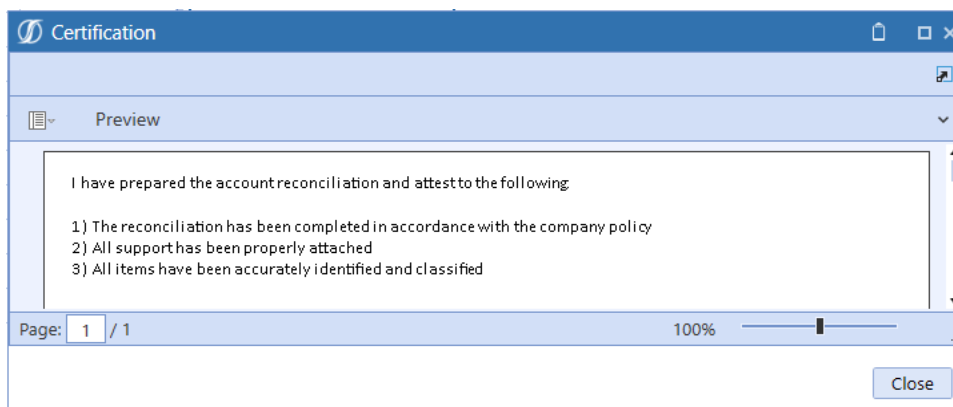 Certification
Preview
I have prepared the account reconciliation and attest to the following:
1) The reconciliation has been completed in accordance with the company policy
2) All support has been properly attached
3) All items have been accurately identified and classified
Page: 1 / 1
100%
Close